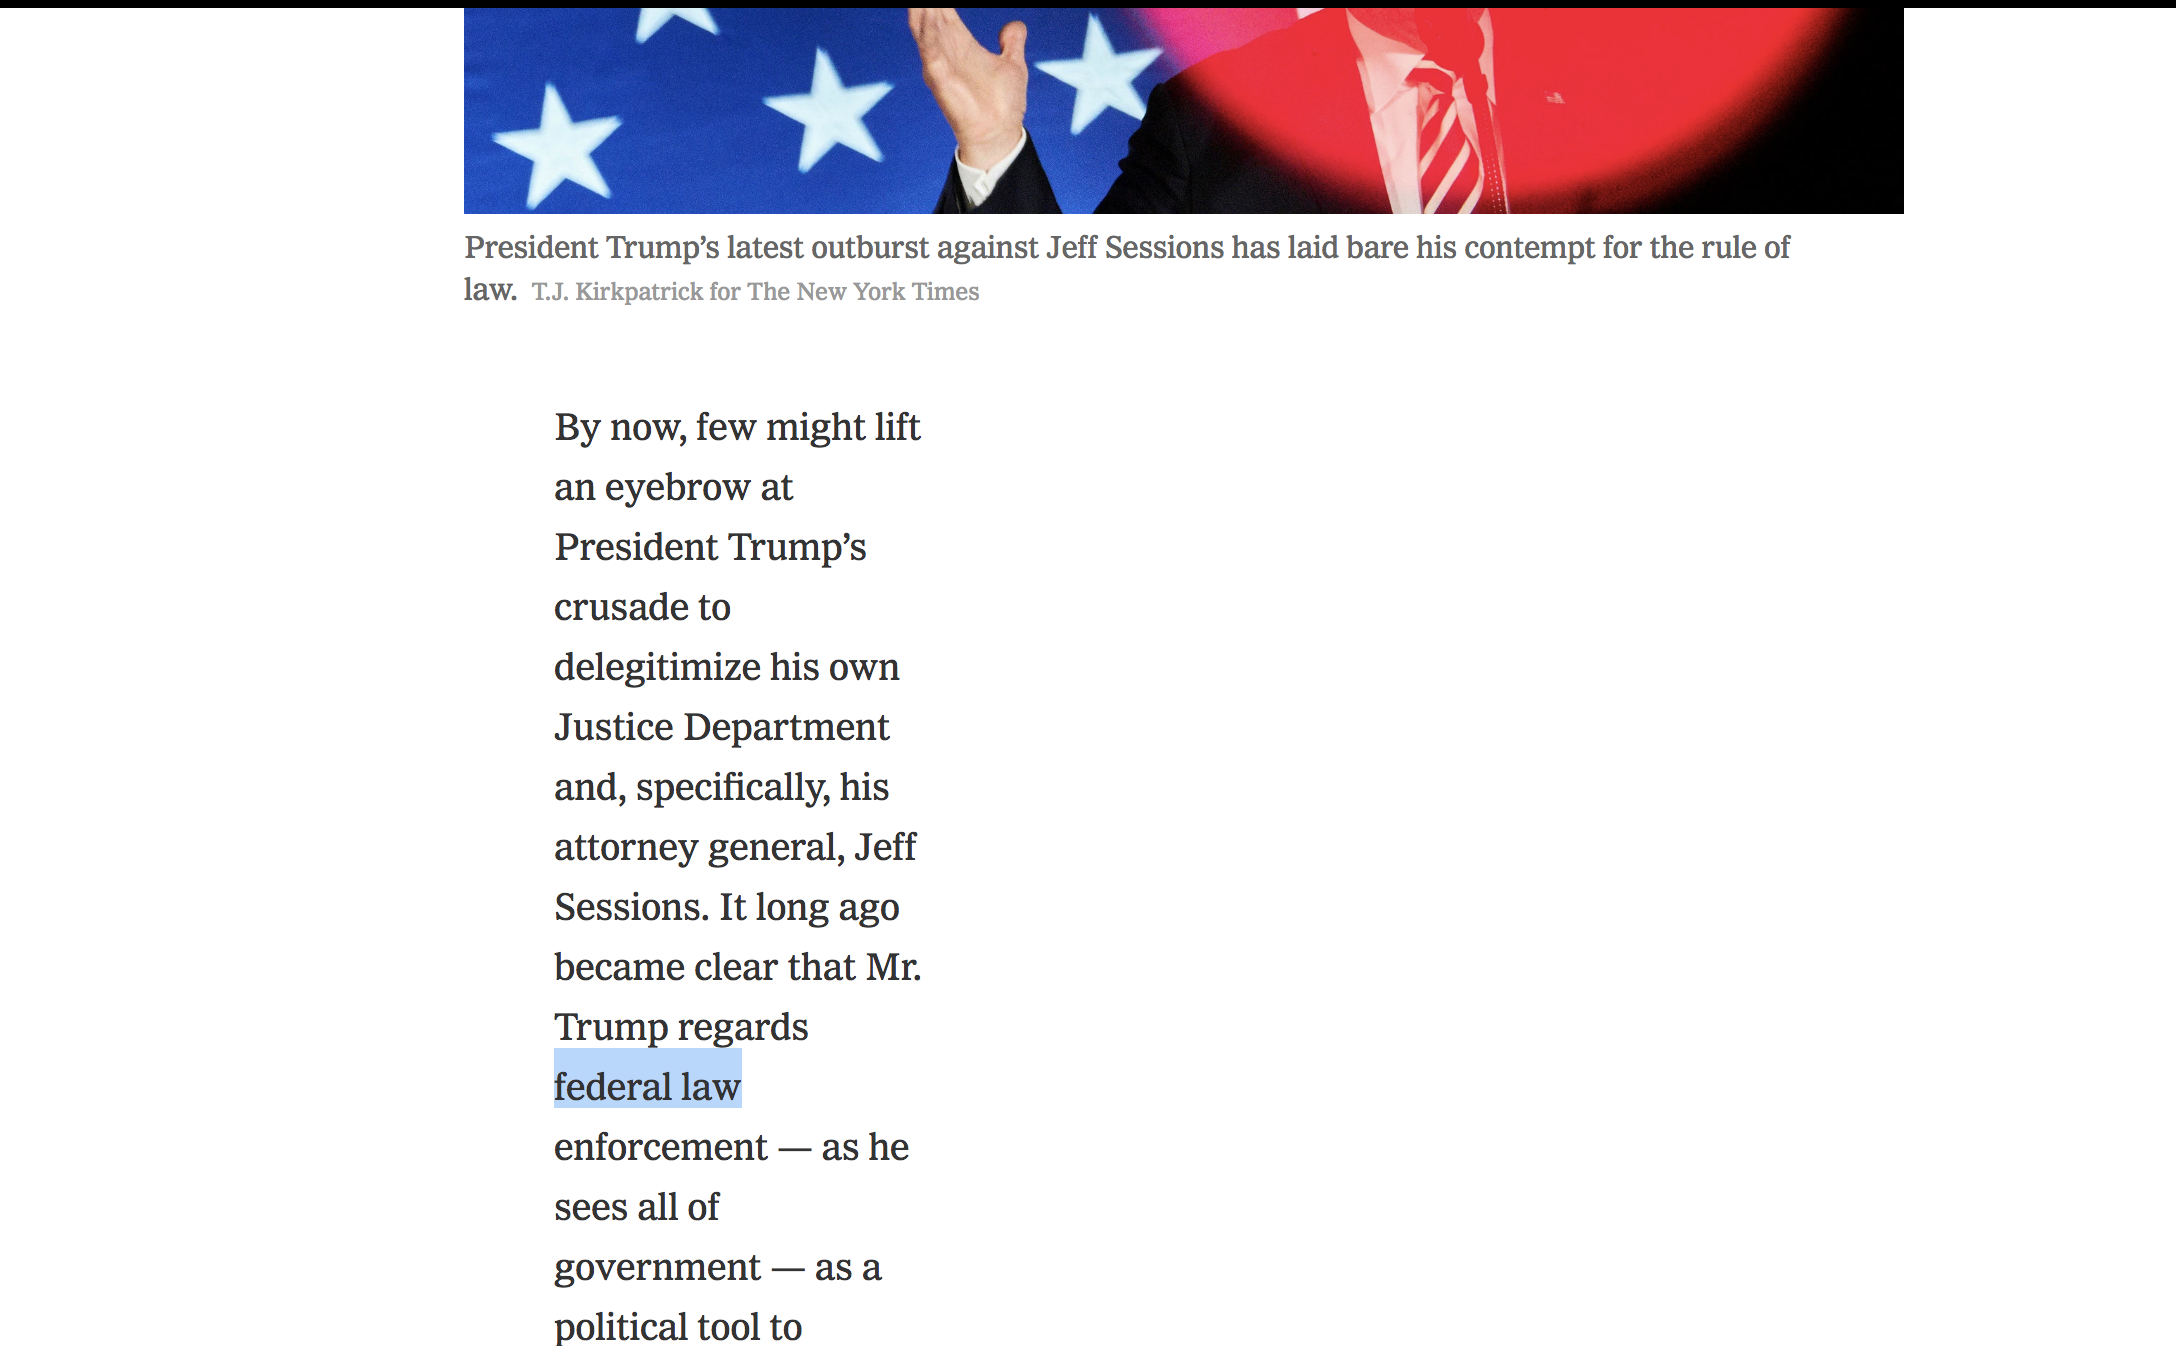 President Trump’s latest outburst against Jeff Sessions has laid bare his contempt for the rule of
law. T.J. Kirkpatrick for The New York Times
By now, few might lift
an eyebrow at
President Trump’s
crusade to
delegitimize his own
Justice Department
and, specifically, his
attorney general, Jeff
Sessions. It long ago
became clear that Mr.
Trump regards
federal law
enforcement — as he
sees all of
government — as a
political tool to